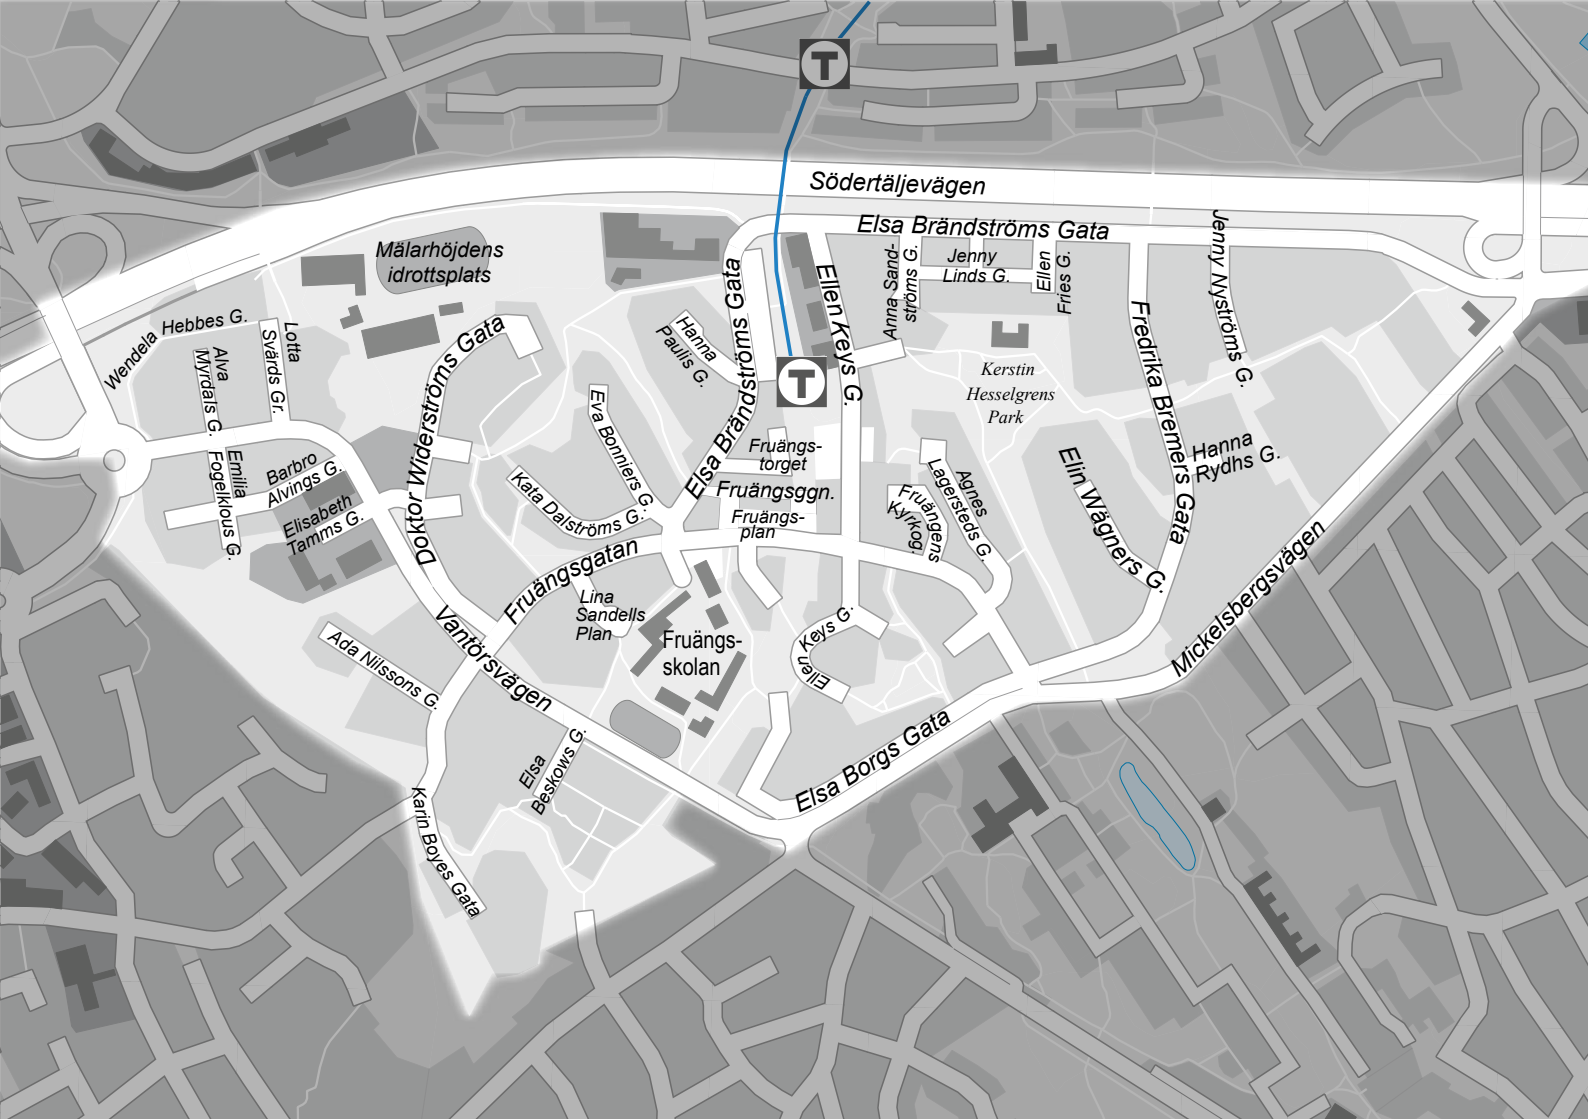 T
Södertäljevägen
Elsa Brändströms Gata
Mälarhöjdens
idrottsplats
Jenny Nyströms G.
Anna Sand-
ströms G.
Jenny
Linds G.
Ellen
Fries G.
Elsa Brändströms Gata
Ellen Keys G.
Wendela Hebbes G.
Lotta
Svärds Gr.
Alva
Myrdals G.
Doktor Widerströms Gata
Hanna
Paulis G.
T
Fredrika Bremers Gata
Kerstin
Hesselgrens
Park
Eva Bonniers G.
Fruängs-
torget
Hanna
Rydhs G.
Emilia
Fogelklous G.
Barbro
Alvings G.
Elisabeth
Tamms G.
Kata Dalströms G.
Fruängsggn.
Fruängs-
plan
Fruängens
Kyrkog.
Agnes
Lagersteds G.
Elin Wägners G.
Mickelsbergsvägen
Fruängsgatan
Lina
Sandells
Plan
Fruängs-
skolan
Ellen Keys G.
Ada Nilssons G.
Vantörsvägen
Elsa
Beskows G.
Elsa Borgs Gata
Karin Boyes Gata